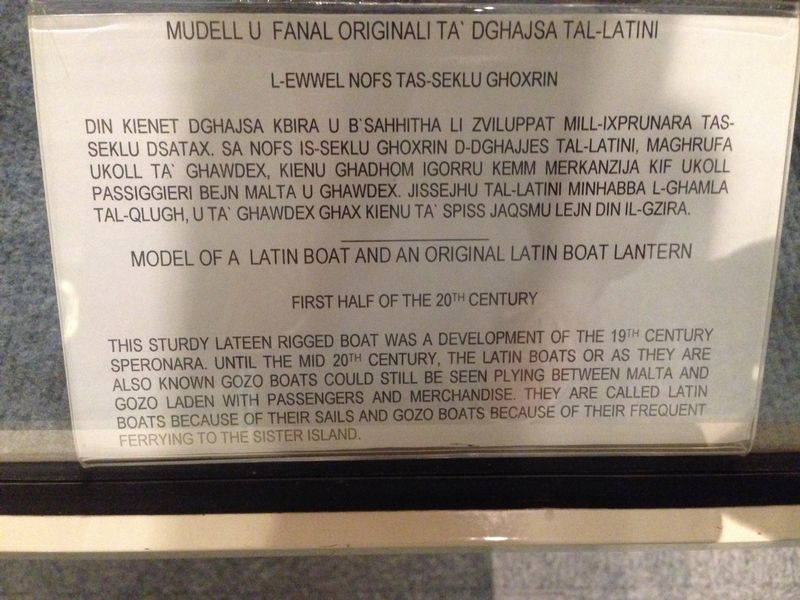 MUDELL U FANAL ORIGINALI TA` DGHAJSA TAL-LATINI
L-EWWEL NOFS TAS-SEKLU GHOXRIN
DIN KIENET DGHAJSA KBIRA U B`SAHHITHA LI ZVILUPPAT MILL-IXPRUNARA TAS-
SEKLU DSATAX. SA NOFS IS-SEKLU GHOXRIN D-DGHAJJES TAL-LATINI, MAGHRUFA
UKOLL TA` GHAWDEX, KIENU GHADHOM IGORRU KEMM MERKANZIJA KIF UKOLL
PASSIGGIERI BEJN MALTA U GHAWDEX. JISSEJHU TAL-LATINI MINHABBA L-GHAMLA
TAL-QLUGH, U TA` GHAWDEX GHAX KIENU TA` SPISS JAQSMU LEJN DIN IL-GZIRA.
MODEL OF A LATIN BOAT AND AN ORIGINAL LATIN BOAT LANTERN
FIRST HALF OF THE 20TH CENTURY
THIS STURDY LATEEN RIGGED BOAT WAS A DEVELOPMENT OF THE 19TH CENTURY
SPERONARA. UNTIL THE MID 20TH CENTURY, THE LATIN BOATS OR AS THEY ARE
ALSO KNOWN GOZO BOATS COULD STILL BE SEEN PLYING BETWEEN MALTA AND
GOZO LADEN WITH PASSENGERS AND MERCHANDISE. THEY ARE CALLED LATIN
BOATS BECAUSE OF THEIR SAILS AND GOZO BOATS BECAUSE OF THEIR FREQUENT
FERRYING TO THE SISTER ISLAND.